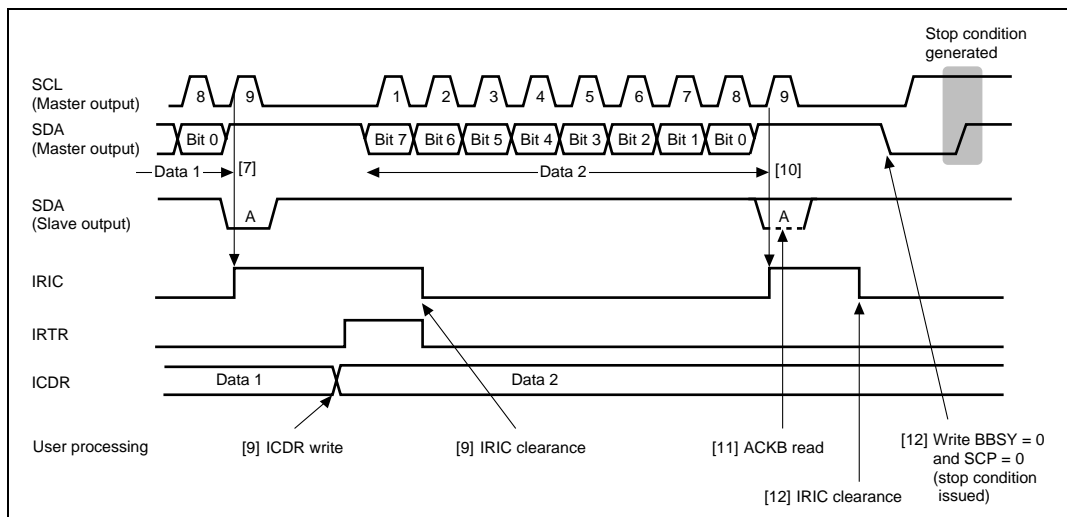 Stop condition
generated
SCL
(Master output)
8 9 1 2 3 4 5 6 7 8 9
SDA
(Master output)
Bit 0 Bit 7 Bit 6 Bit 5 Bit 4 Bit 3 Bit 2 Bit 1 Bit 0
Data 1 [7] Data 2 [10]
SDA
(Slave output)
A A
IRIC
IRTR
ICDR
Data 1 Data 2
User processing
[9] ICDR write
[9] IRIC clearance
[11] ACKB read
[12] Write BBSY = 0
and SCP = 0
(stop condition
issued)
[12] IRIC clearance